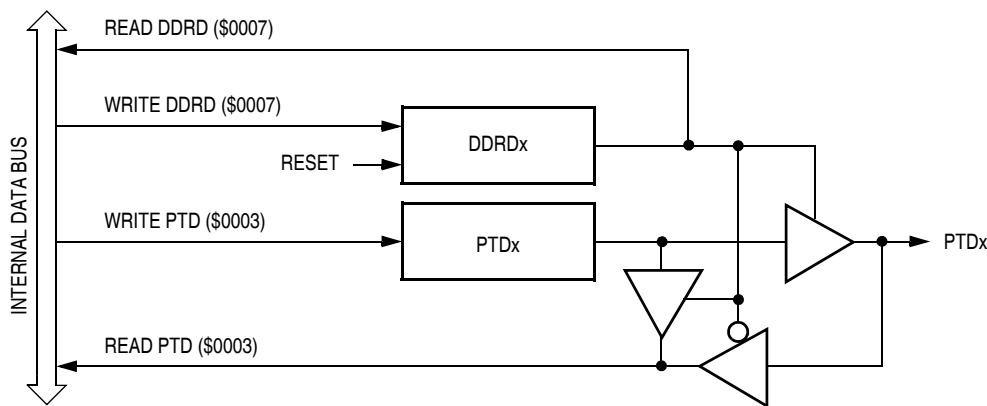 READ DDRD ($0007)
WRITE DDRD ($0007)
DDRDx
RESET
INTERNAL DATA BUS
WRITE PTD ($0003)
PTDx
PTDx
READ PTD ($0003)